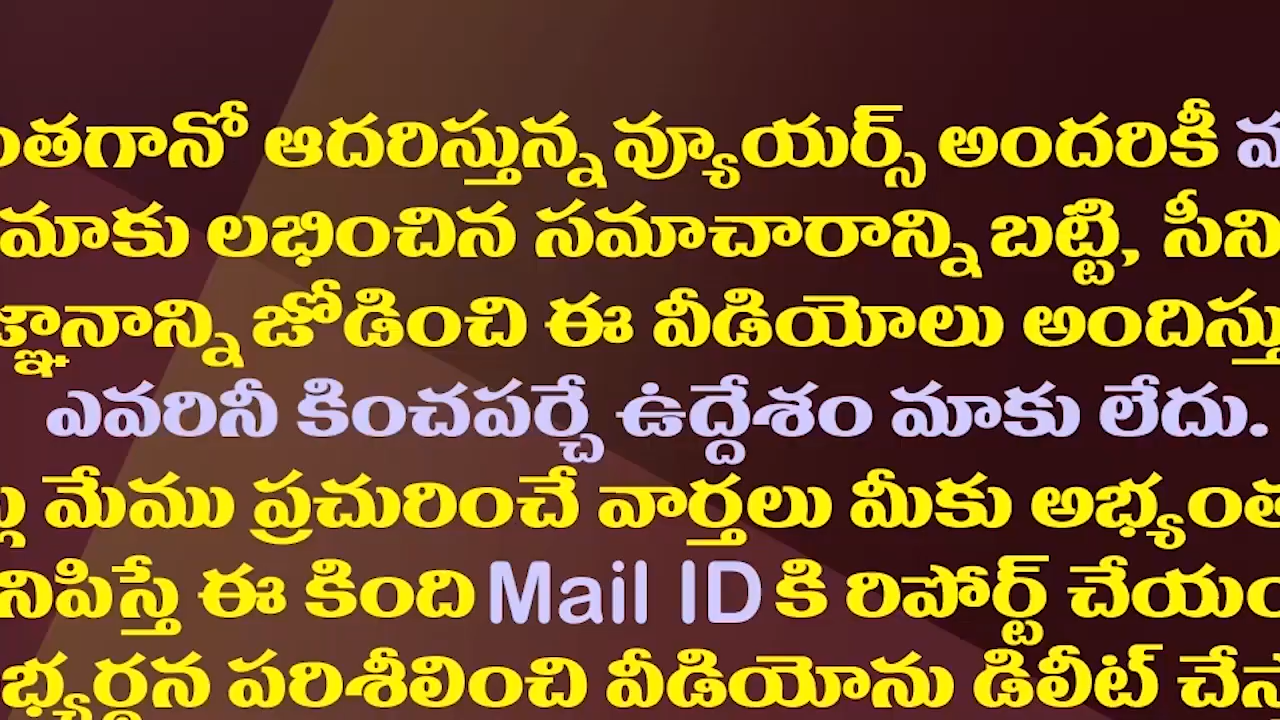 ంతగానో ఆదరిస్తున్న వ్యూయర్స్ అందరికీ
మాకు లభించిన సమాచారాన్ని బట్టి, సీని
జ్ఞానాన్ని జోడించి ఈ వీడియోలు అందిస్తు
ఎవరినీ కించపర్చే ఉద్దేశం మాకు లేదు.
మేము ప్రచురించే వార్తలు మీకు అభ్యంత
నిపిస్తే ఈ కింది Mail ID కి రిపోర్ట్ చేయం
భ్యర్థన పరిశీలించి వీడియోను డిలీట్ చేస